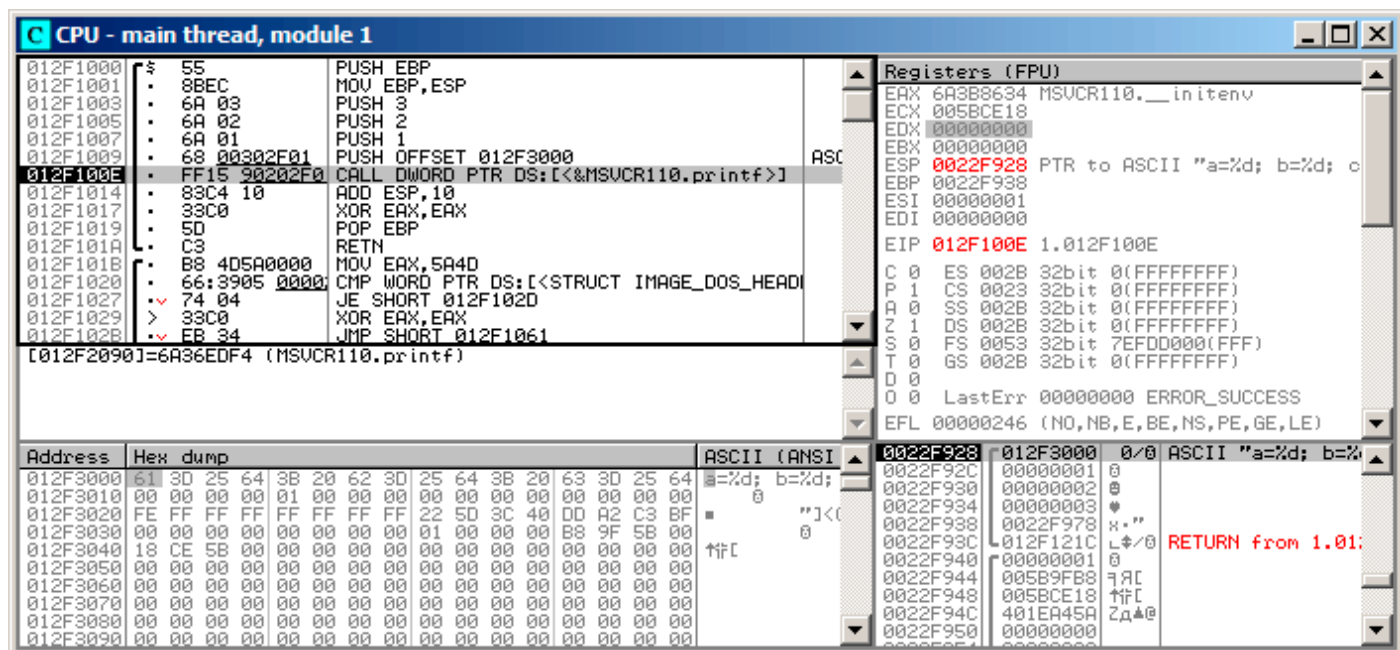 C CPU - main thread, module 1
012F1000 $ 55 PUSH EBP
012F1001 . 8BEC MOV EBP,ESP
012F1003 . 6A 03 PUSH 3
012F1005 . 6A 02 PUSH 2
012F1007 . 6A 01 PUSH 1
012F1009 . 68 00302F01 PUSH OFFSET 012F3000 ASC
012F100E . FF15 90202F0 CALL DWORD PTR DS:[<&MSVCR110.printf>]
012F1014 . 83C4 10 ADD ESP,10
012F1017 . 33C0 XOR EAX,EAX
012F1019 . 5D POP EBP
012F101A . C3 RETN
012F101B . B8 4D5A0000 MOV EAX,5A4D
012F1020 . 66:3905 0000 CMP WORD PTR DS:[<STRUCT IMAGE_DOS_HEAD
012F1027 . 74 04 JE SHORT 012F102D
012F1029 > 33C0 XOR EAX,EAX
012F102B . EB 34 JMP SHORT 012F1061
[012F2090]=6A36EDF4 (MSVCR110.printf)
Registers (FPU)
EAX 6A3B8634 MSVCR110.__initenv
ECX 005BCE18
EDX 00000000
EBX 00000000
ESP 0022F928 PTR to ASCII "a=%d; b=%d; c
EBP 0022F938
ESI 00000001
EDI 00000000
EIP 012F100E 1.012F100E
C 0 ES 002B 32bit 0(FFFFFFFF)
P 1 CS 0023 32bit 0(FFFFFFFF)
A 0 SS 002B 32bit 0(FFFFFFFF)
Z 1 DS 002B 32bit 0(FFFFFFFF)
S 0 FS 0053 32bit 7EFDD000(FFF)
T 0 GS 002B 32bit 0(FFFFFFFF)
D 0
O 0 LastErr 00000000 ERROR_SUCCESS
EFL 00000246 (NO,NB,E,BE,NS,PE,GE,LE)
Address Hex dump ASCII (ANSI
012F3000 61 3D 25 64 3B 20 62 3D 25 64 3B 20 63 3D 25 64 a=%d; b=%d;
012F3010 00 00 00 00 01 00 00 00 00 00 00 00 00 00 00 00
012F3020 FE FF FF FF FF FF FF FF 22 5D 3C 40 DD A2 C3 BF "]<
012F3030 00 00 00 00 00 00 00 00 01 00 00 00 B8 9F 5B 00
012F3040 18 CE 5B 00 00 00 00 00 00 00 00 00 00 00 00 00
012F3050 00 00 00 00 00 00 00 00 00 00 00 00 00 00 00 00
012F3060 00 00 00 00 00 00 00 00 00 00 00 00 00 00 00 00
012F3070 00 00 00 00 00 00 00 00 00 00 00 00 00 00 00 00
012F3080 00 00 00 00 00 00 00 00 00 00 00 00 00 00 00 00
012F3090 00 00 00 00 00 00 00 00 00 00 00 00 00 00 00 00
0022F928 012F3000 0/0 ASCII "a=%d; b=%
0022F92C 00000001
0022F930 00000002
0022F934 00000003 ♥
0022F938 0022F978
0022F93C 012F121C RETURN from 1.01
0022F940 00000001
0022F944 005B9FB8
0022F948 005BCE18
0022F94C 401EA45A
0022F950 00000000